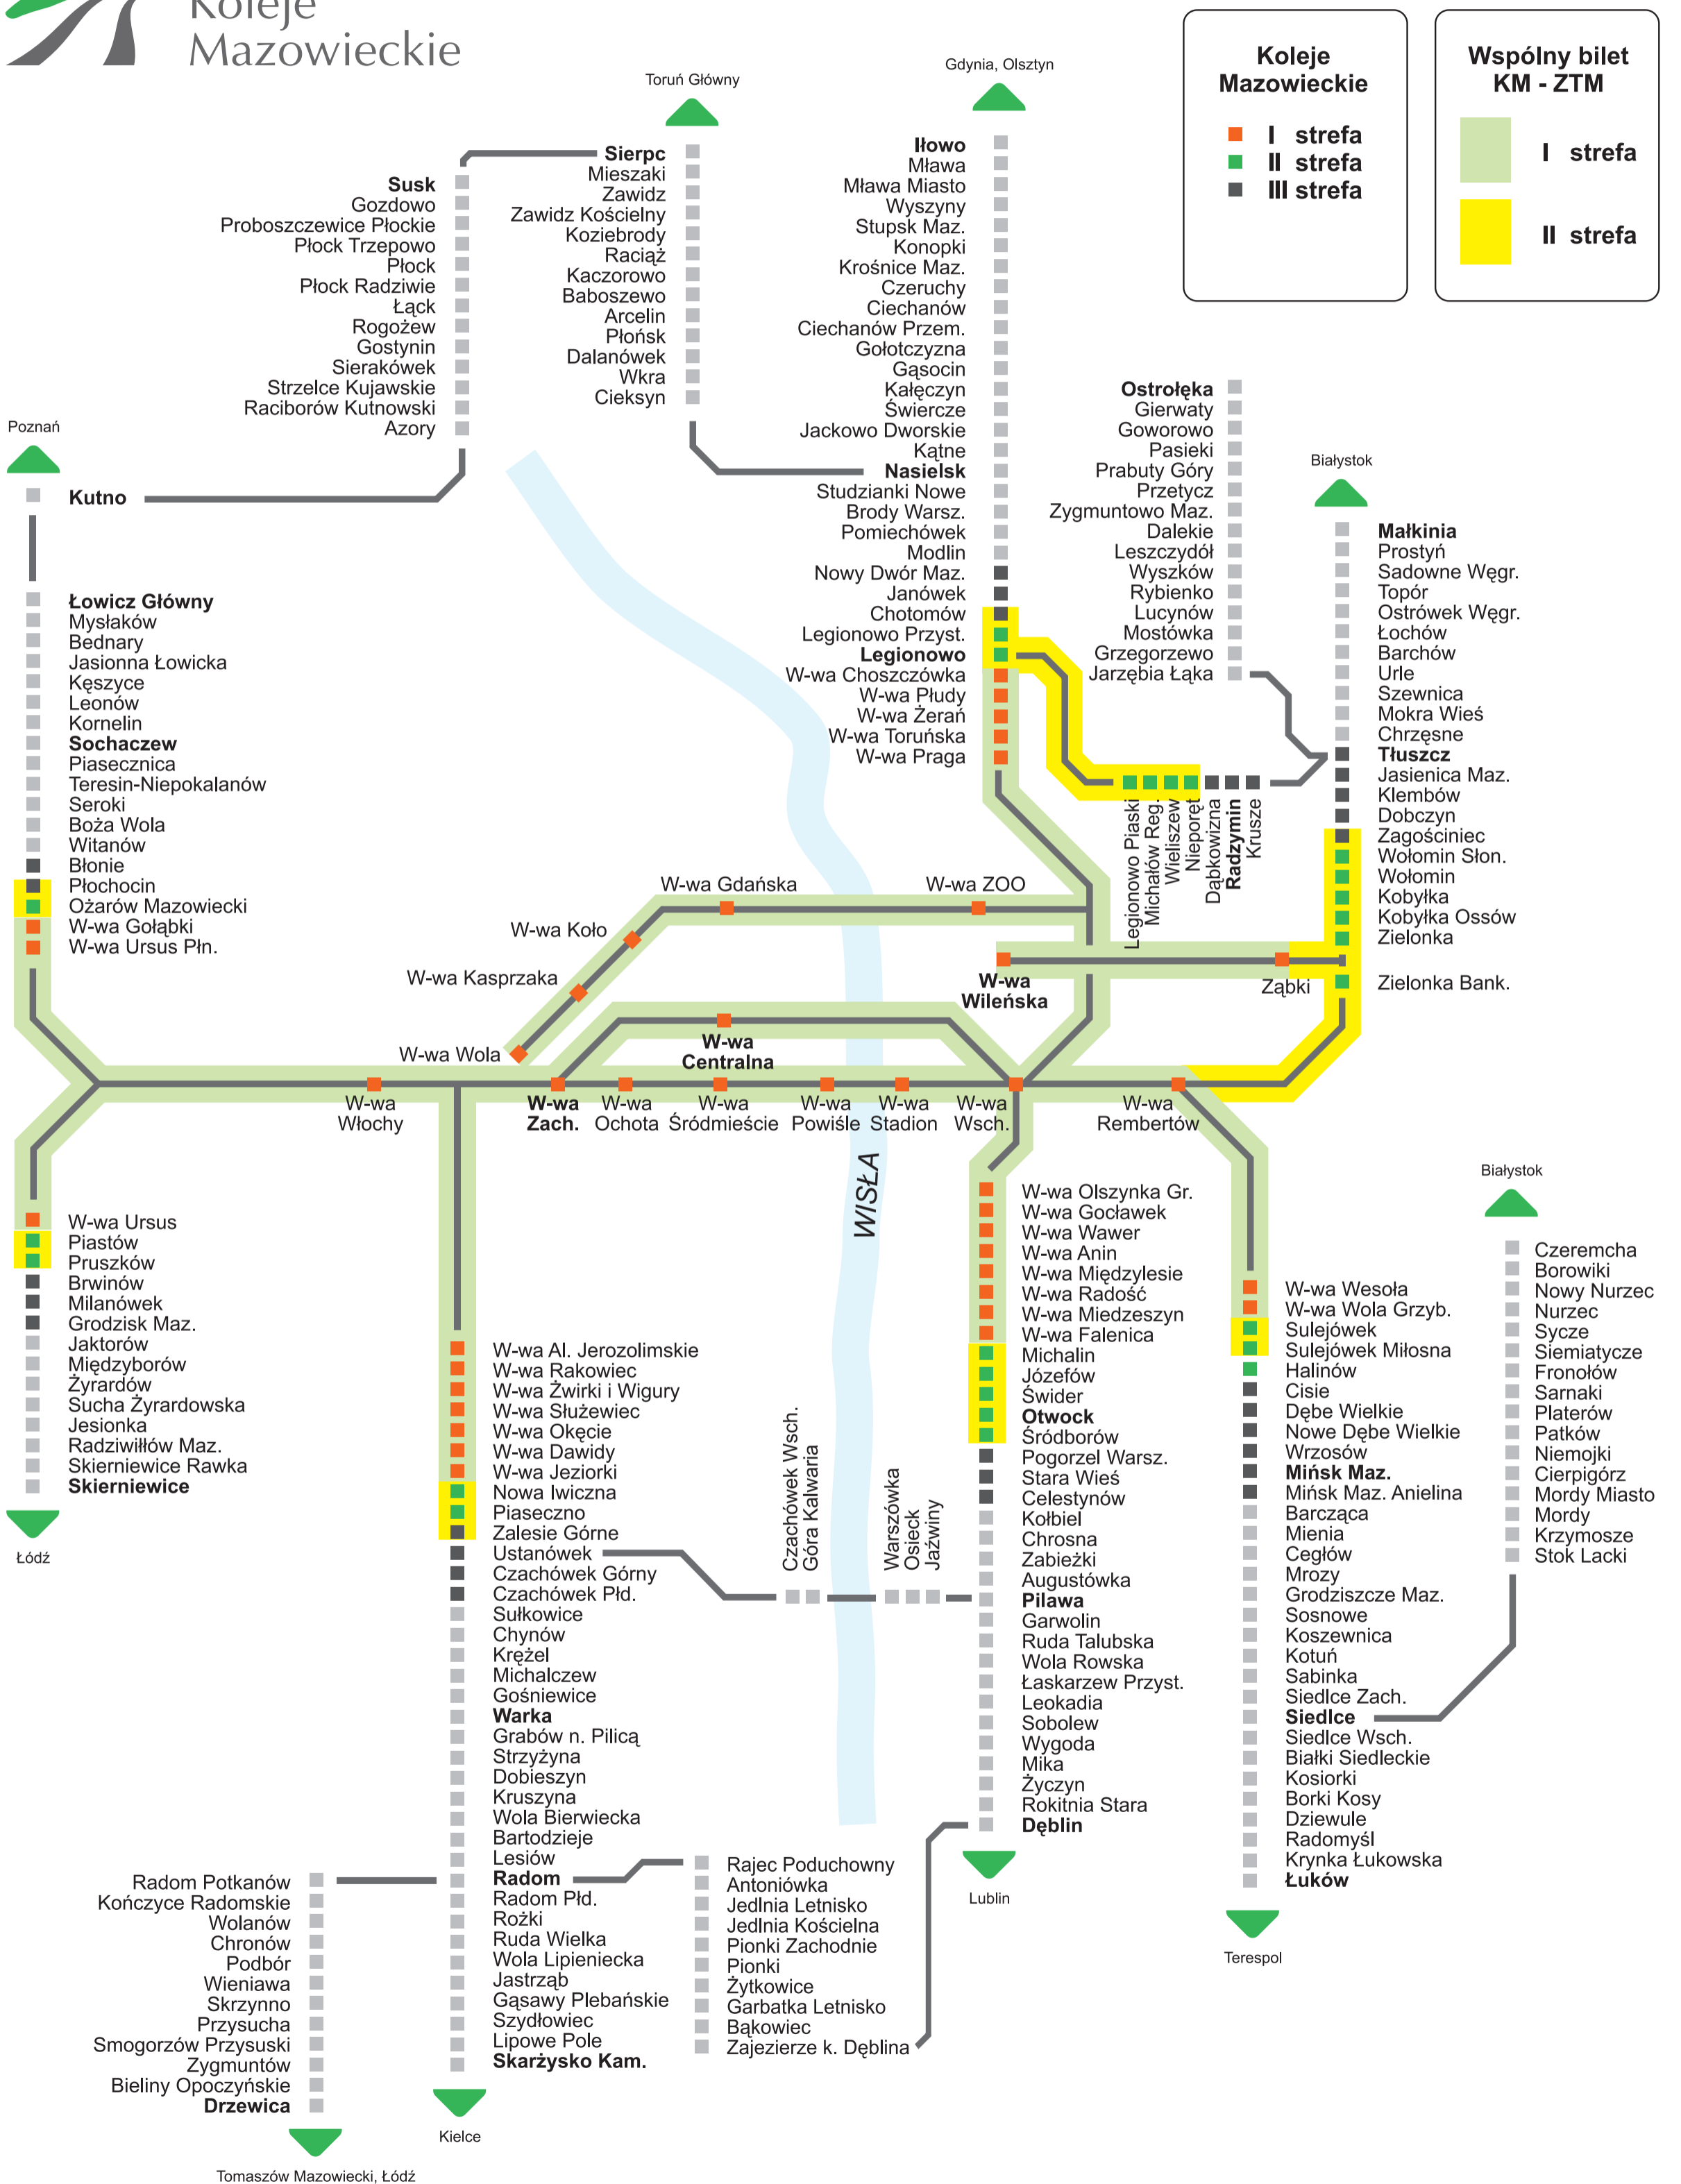 Koleje
Mazowieckie
Koleje
Mazowieckie
I strefa
II strefa
III strefa
Wspólny bilet
KM - ZTM
I strefa
II strefa
Toruń Główny
Gdynia, Olsztyn
Susk
Gozdowo
Proboszczewice Płockie
Płock Trzepowo
Płock
Płock Radziwie
Łąck
Rogożew
Gostynin
Sierakówek
Strzelce Kujawskie
Raciborów Kutnowski
Azory
Sierpc
Mieszaki
Zawidz
Zawidz Kościelny
Koziebrody
Raciąż
Kaczorowo
Baboszewo
Arcelin
Płońsk
Dalanówek
Wkra
Cieksyn
Iłowo
Mława
Mława Miasto
Wyszyny
Stupsk Maz.
Konopki
Krośnice Maz.
Czeruchy
Ciechanów
Ciechanów Przem.
Gołotczyzna
Gąsocin
Kałęczyn
Świercze
Jackowo Dworskie
Kątne
Nasielsk
Studzianki Nowe
Brody Warsz.
Pomiechówek
Modlin
Nowy Dwór Maz.
Janówek
Chotomów
Legionowo Przyst.
Legionowo
W-wa Choszczówka
W-wa Płudy
W-wa Żerań
W-wa Toruńska
W-wa Praga
Ostrołęka
Gierwaty
Goworowo
Pasieki
Prabuty Góry
Przetycz
Zygmuntowo Maz.
Dalekie
Leszczydół
Wyszków
Rybienko
Lucynów
Mostówka
Grzegorzewo
Jarzębia Łąka
Białystok
Małkinia
Prostyń
Sadowne Węgr.
Topór
Ostrówek Węgr.
Łochów
Barchów
Urle
Szewnica
Mokra Wieś
Chrzęsne
Tłuszcz
Jasienica Maz.
Klembów
Dobczyn
Zagościniec
Wołomin Słon.
Wołomin
Kobyłka
Kobyłka Ossów
Zielonka
Zielonka Bank.
Legionowo Piaski
Michałów Reg.
Wieliszew
Nieporęt
Dąbkowizna
Radzymin
Krusze
Poznań
Kutno
Łowicz Główny
Mysłaków
Bednary
Jasionna Łowicka
Kęszyce
Leonów
Kornelin
Sochaczew
Piasecznica
Teresin-Niepokalanów
Seroki
Boża Wola
Witanów
Błonie
Płochocin
Ożarów Mazowiecki
W-wa Gołąbki
W-wa Ursus Płn.
W-wa Gdańska
W-wa ZOO
W-wa Koło
W-wa Kasprzaka
W-wa Wola
W-wa
Wileńska
Ząbki
W-wa
Centralna
W-wa
Włochy
W-wa
Zach.
W-wa
Ochota
W-wa
Śródmieście
W-wa
Powiśle
W-wa
Stadion
W-wa
Wsch.
W-wa
Rembertów
WISŁA
W-wa Ursus
Piastów
Pruszków
Brwinów
Milanówek
Grodzisk Maz.
Jaktorów
Międzyborów
Żyrardów
Sucha Żyrardowska
Jesionka
Radziwiłłów Maz.
Skierniewice Rawka
Skierniewice
Łódź
W-wa Al. Jerozolimskie
W-wa Rakowiec
W-wa Żwirki i Wigury
W-wa Służewiec
W-wa Okęcie
W-wa Dawidy
W-wa Jeziorki
Nowa Iwiczna
Piaseczno
Zalesie Górne
Ustanówek
Czachówek Górny
Czachówek Płd.
Sułkowice
Chynów
Krężel
Michalczew
Gośniewice
Warka
Grabów n. Pilicą
Strzyżyna
Dobieszyn
Kruszyna
Wola Bierwiecka
Bartodzieje
Lesiów
Radom
Radom Płd.
Rożki
Ruda Wielka
Wola Lipieniecka
Jastrząb
Gąsawy Plebańskie
Szydłowiec
Lipowe Pole
Skarżysko Kam.
Kielce
Czachówek Wsch.
Góra Kalwaria
Warszówka
Osieck
Jaźwiny
W-wa Olszynka Gr.
W-wa Gocławek
W-wa Wawer
W-wa Anin
W-wa Międzylesie
W-wa Radość
W-wa Miedzeszyn
W-wa Falenica
Michalin
Józefów
Świder
Otwock
Śródborów
Pogorzel Warsz.
Stara Wieś
Celestynów
Kołbiel
Chrosna
Zabieżki
Augustówka
Pilawa
Garwolin
Ruda Talubska
Wola Rowska
Łaskarzew Przyst.
Leokadia
Sobolew
Wygoda
Mika
Życzyn
Rokitnia Stara
Dęblin
Lublin
W-wa Wesoła
W-wa Wola Grzyb.
Sulejówek
Sulejówek Miłosna
Halinów
Cisie
Dębe Wielkie
Nowe Dębe Wielkie
Wrzosów
Mińsk Maz.
Mińsk Maz. Anielina
Barcząca
Mienia
Cegłów
Mrozy
Grodziszcze Maz.
Sosnowe
Koszewnica
Kotuń
Sabinka
Siedlce Zach.
Siedlce
Siedlce Wsch.
Białki Siedleckie
Kosiorki
Borki Kosy
Dziewule
Radomyśl
Krynka Łukowska
Łuków
Terespol
Białystok
Czeremcha
Borowiki
Nowy Nurzec
Nurzec
Sycze
Siemiatycze
Fronołów
Sarnaki
Platerów
Patków
Niemojki
Cierpigórz
Mordy Miasto
Mordy
Krzymosze
Stok Lacki
Radom Potkanów
Kończyce Radomskie
Wolanów
Chronów
Podbór
Wieniawa
Skrzynno
Przysucha
Smogorzów Przysuski
Zygmuntów
Bieliny Opoczyńskie
Drzewica
Tomaszów Mazowiecki, Łódź
Rajec Poduchowny
Antoniówka
Jedlnia Letnisko
Jedlnia Kościelna
Pionki Zachodnie
Pionki
Żytkowice
Garbatka Letnisko
Bąkowiec
Zajezierze k. Dęblina